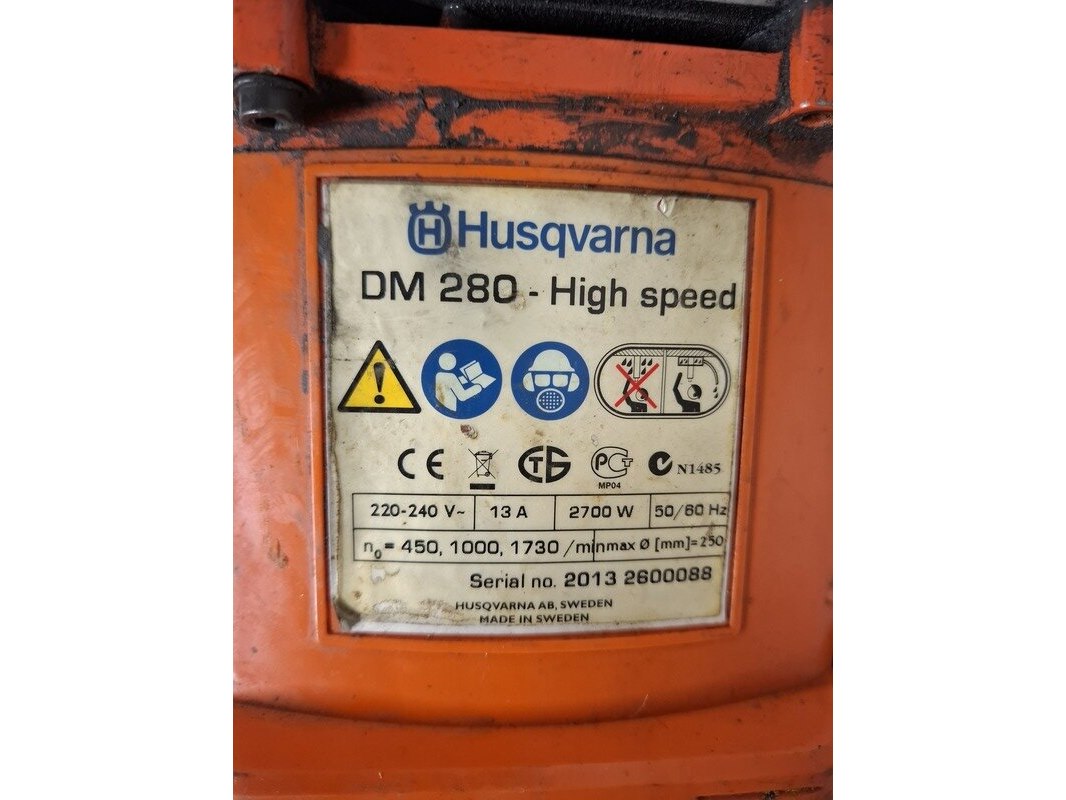 Husqvarna
DM 280 - High speed
CE N1485
MP04
220-240 V~ 13 A 2700 W 50/60 Hz
n₀= 450, 1000, 1730 /min max Ø [mm]= 250
Serial no. 2013 2600088
HUSQVARNA AB, SWEDEN
MADE IN SWEDEN